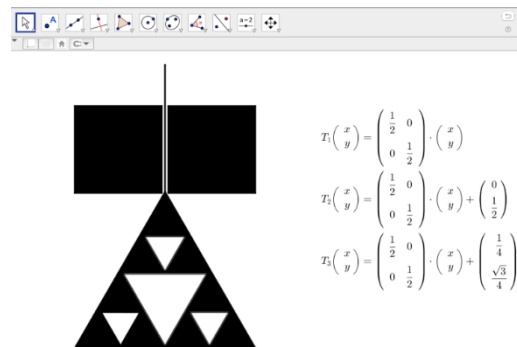 a=2
T₁(x y) = (1/2 0 0 1/2) · (x y)
T₂(x y) = (1/2 0 0 1/2) · (x y) + (0 1/2)
T₃(x y) = (1/2 0 0 1/2) · (x y) + (1/4 √3/4)